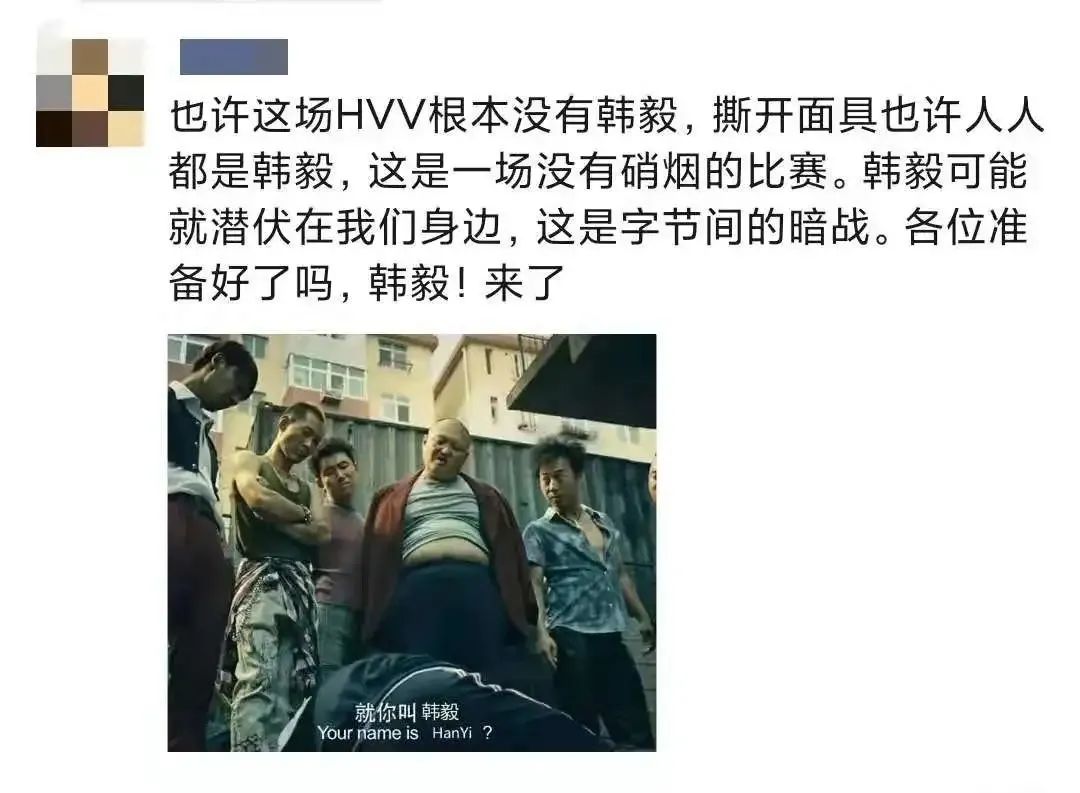 也许这场HVV根本没有韩毅，撕开面具也许人人
都是韩毅，这是一场没有硝烟的比赛。韩毅可能
就潜伏在我们身边，这是字节间的暗战。各位准
备好了吗，韩毅！来了
就你叫韩毅
Your name is HanYi ?